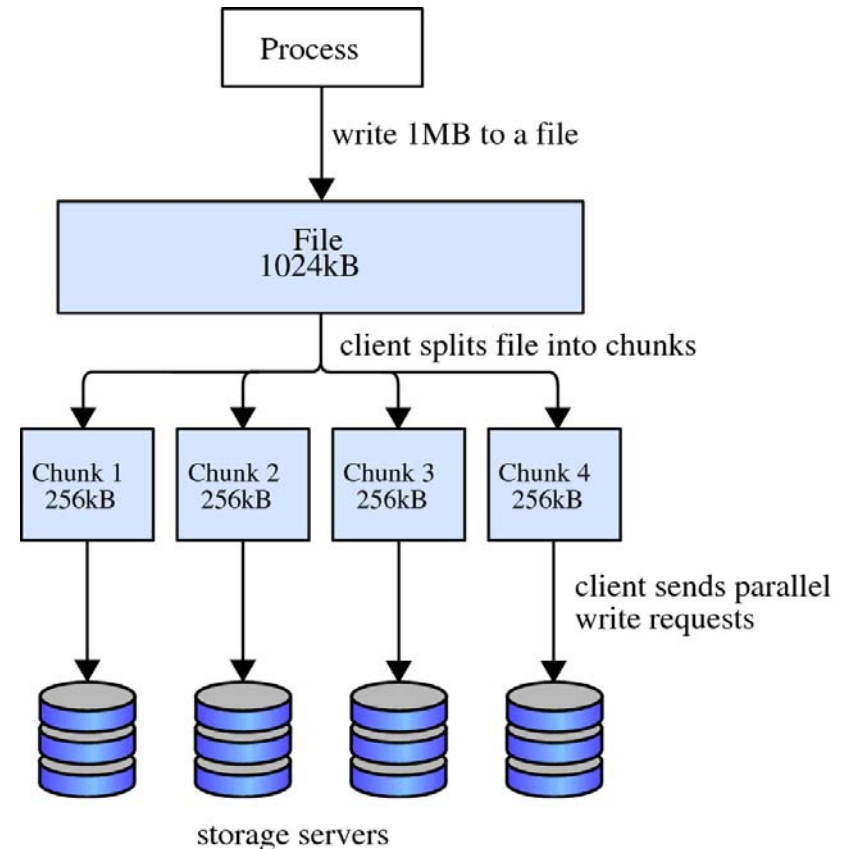 Process
write 1MB to a file
File
1024kB
client splits file into chunks
Chunk 1
256kB
Chunk 2
256kB
Chunk 3
256kB
Chunk 4
256kB
client sends parallel
write requests
storage servers